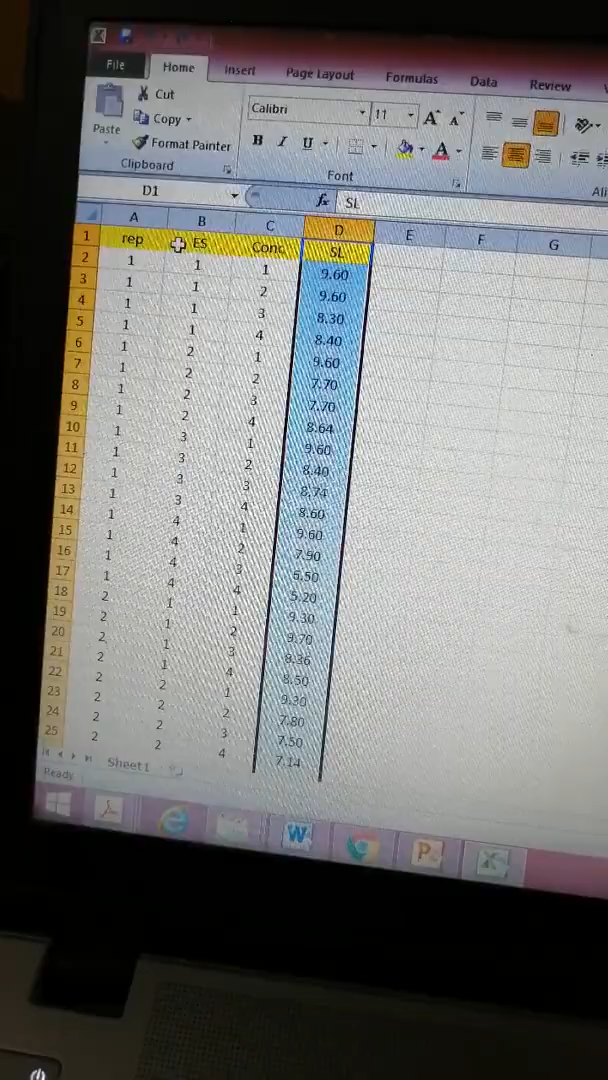 File Home Insert Page Layout Formulas Data Review
Cut
Copy
Format Painter
Paste
Clipboard
Calibri 11 A A
B I U A
Font
D1 fx SL
A B C D E F G
1 rep ES Conc SL
2 1 1 1 9.60
3 1 1 2 9.60
4 1 1 3 8.30
5 1 1 4 8.40
6 1 2 1 9.60
7 1 2 2 7.70
8 1 2 3 7.70
9 1 2 4 8.64
10 1 3 1 9.60
11 1 3 2 8.40
12 1 3 3 8.74
13 1 3 4 8.60
14 1 4 1 9.60
15 1 4 2 7.90
16 1 4 3 6.50
17 1 4 4 5.20
18 2 1 1 9.30
19 2 1 2 9.70
20 2 1 3 8.36
21 2 1 4 8.50
22 2 2 1 9.30
23 2 2 2 7.80
24 2 2 3 7.50
25 2 2 4 7.14
Sheet1
Ready